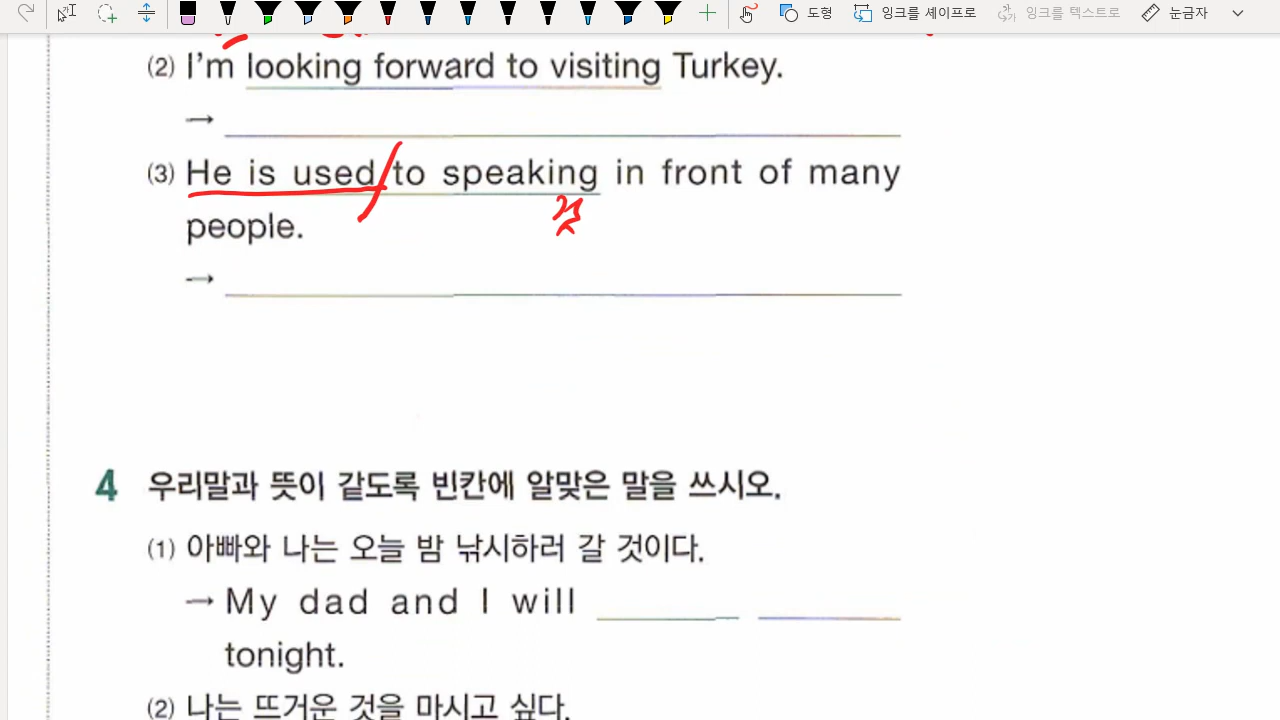 도형 잉크를 셰이프로 잉크를 텍스트로 눈금자
(2) I'm looking forward to visiting Turkey.
→
(3) He is used to speaking in front of many
것
people.
→
4 우리말과 뜻이 같도록 빈칸에 알맞은 말을 쓰시오.
(1) 아빠와 나는 오늘 밤 낚시하러 갈 것이다.
→ My dad and I will
tonight.
(2) 나는 뜨거운 것을 마시고 싶다.